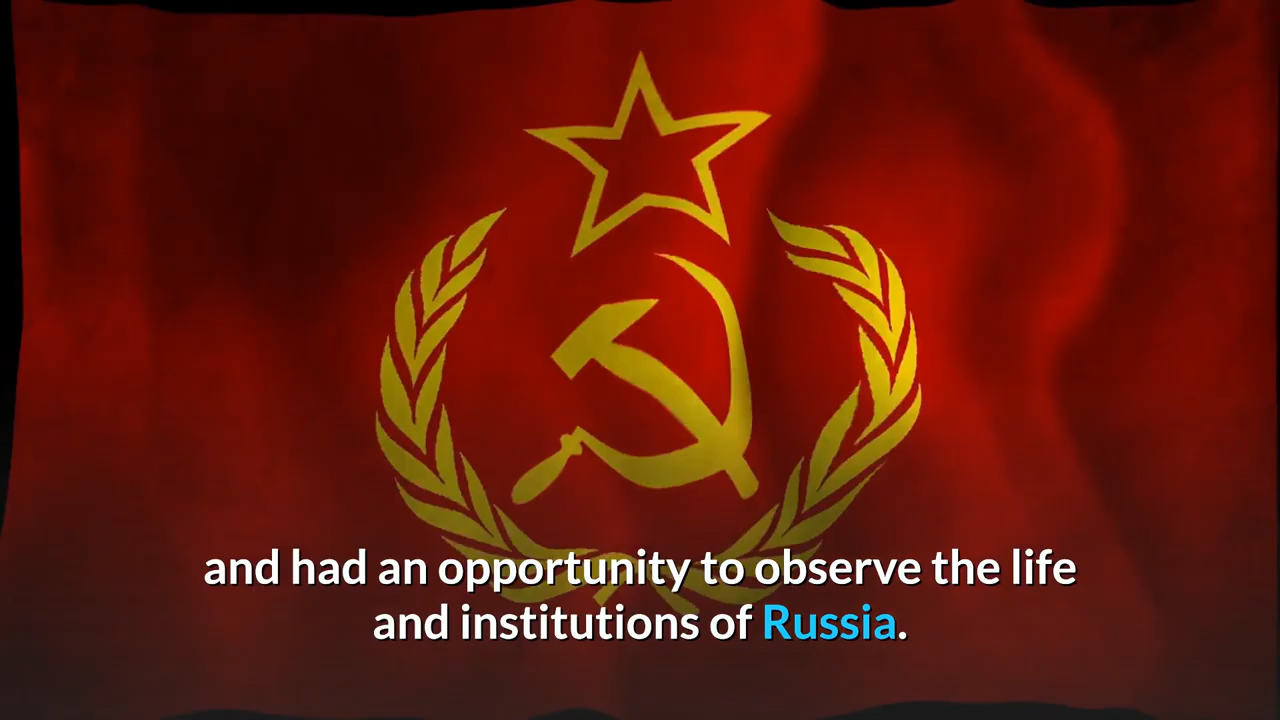 and had an opportunity to observe the life
and institutions of Russia.